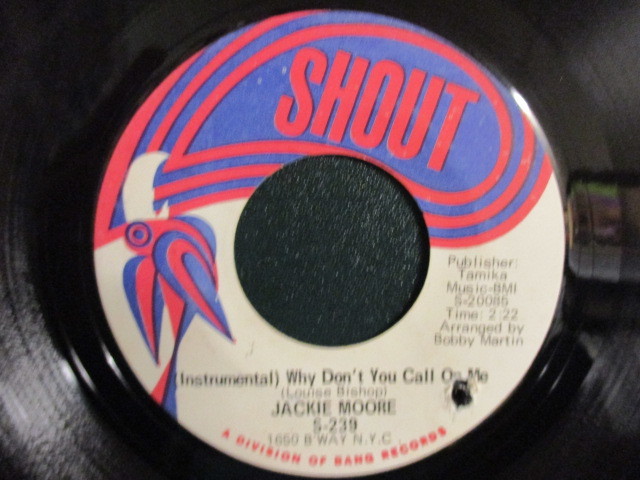 SHOUT
Publisher:
Tamika
Music-BMI
S-20085
Time: 2:22
Arranged by
Bobby Martin
(Instrumental) Why Don't You Call On Me
(Louise Bishop)
JACKIE MOORE
S-239
1650 B'WAY N.Y.C.
A DIVISION OF BANG RECORDS